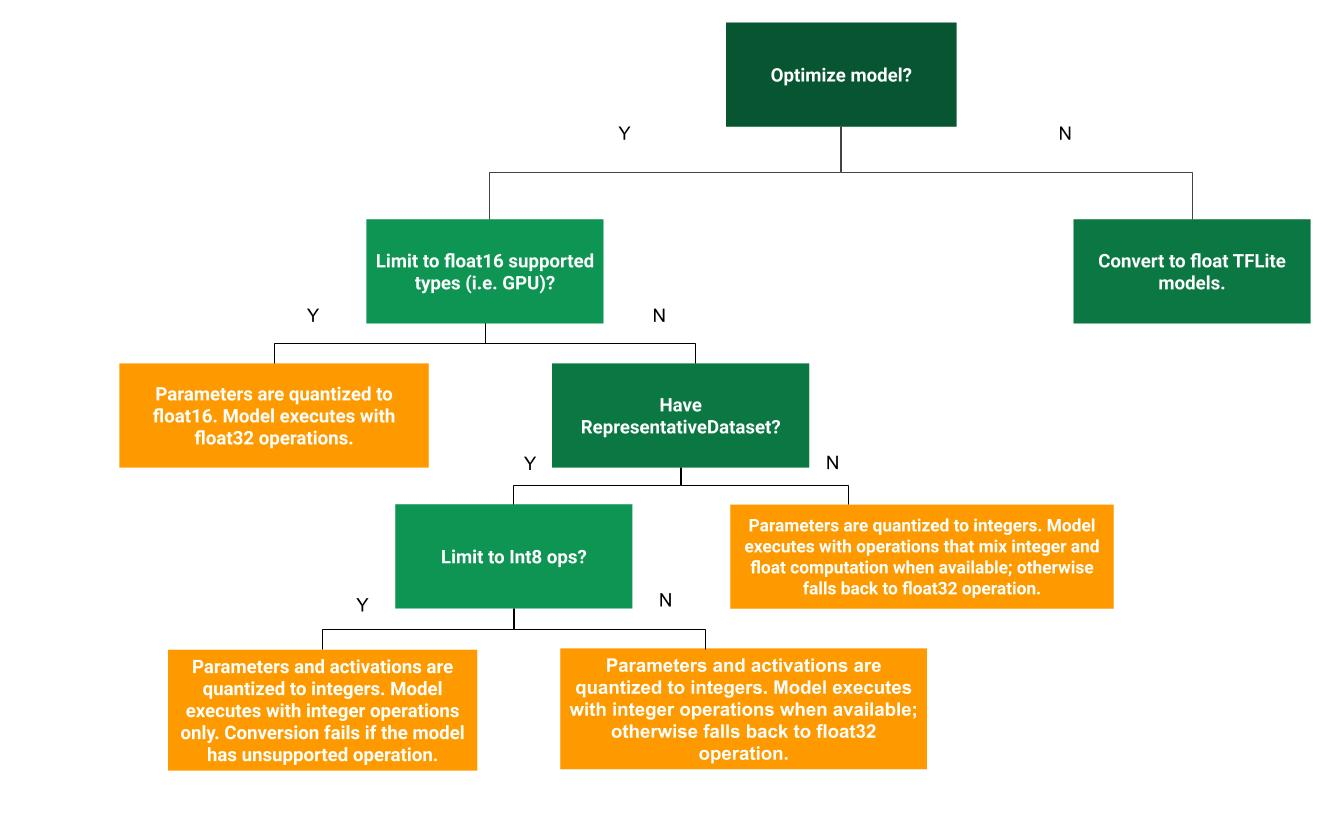 Optimize model?
Y
N
Limit to float16 supported
types (i.e. GPU)?
Convert to float TFLite
models.
Y
N
Parameters are quantized to
float16. Model executes with
float32 operations.
Have
RepresentativeDataset?
Y
N
Limit to Int8 ops?
Parameters are quantized to integers. Model
executes with operations that mix integer and
float computation when available; otherwise
falls back to float32 operation.
Y
N
Parameters and activations are
quantized to integers. Model
executes with integer operations
only. Conversion fails if the model
has unsupported operation.
Parameters and activations are
quantized to integers. Model executes
with integer operations when available;
otherwise falls back to float32
operation.